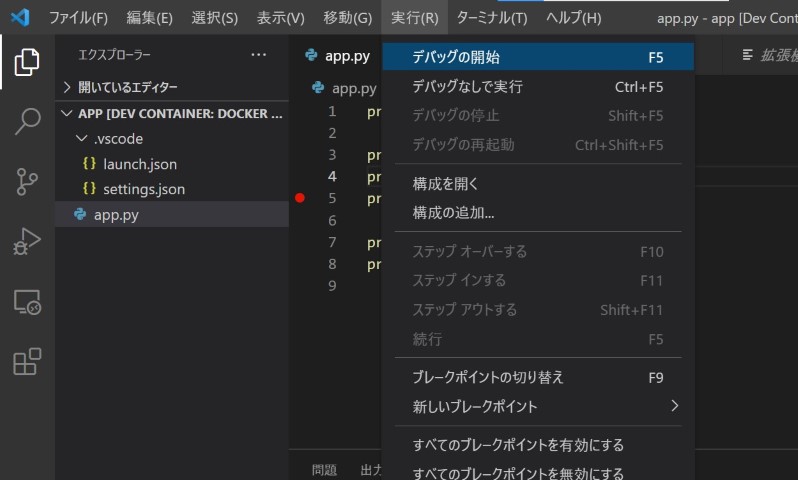 ファイル(F) 編集(E) 選択(S) 表示(V) 移動(G) 実行(R) ターミナル(T) ヘルプ(H) app.py - app [Dev Cont
エクスプローラー ...
開いているエディター
APP [DEV CONTAINER: DOCKER ...
.vscode
{} launch.json
{} settings.json
app.py
app.py
app.py
1 pr
2
3 pr
4 pr
5 pr
6
7 pr
8 pr
9
デバッグの開始 F5
デバッグなしで実行 Ctrl+F5
デバッグの停止 Shift+F5
デバッグの再起動 Ctrl+Shift+F5
構成を開く
構成の追加...
ステップ オーバーする F10
ステップ インする F11
ステップ アウトする Shift+F11
続行 F5
ブレークポイントの切り替え F9
新しいブレークポイント
すべてのブレークポイントを有効にする
すべてのブレークポイントを無効にする
拡張
問題 出力